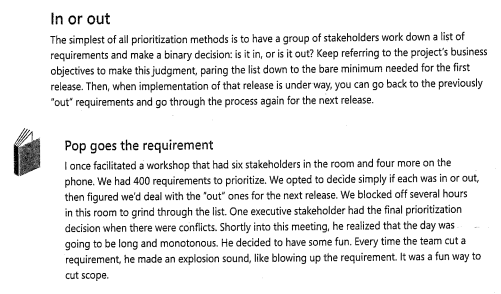 In or out
The simplest of all prioritization methods is to have a group of stakeholders work down a list of
requirements and make a binary decision: is it in, or is it out? Keep referring to the project's business
objectives to make this judgment, paring the list down to the bare minimum needed for the first
release. Then, when implementation of that release is under way, you can go back to the previously
"out" requirements and go through the process again for the next release.
Pop goes the requirement
I once facilitated a workshop that had six stakeholders in the room and four more on the
phone. We had 400 requirements to prioritize. We opted to decide simply if each was in or out,
then figured we'd deal with the "out" ones for the next release. We blocked off several hours
in this room to grind through the list. One executive stakeholder had the final prioritization
decision when there were conflicts. Shortly into this meeting, he realized that the day was
going to be long and monotonous. He decided to have some fun. Every time the team cut a
requirement, he made an explosion sound, like blowing up the requirement. It was a fun way to
cut scope.